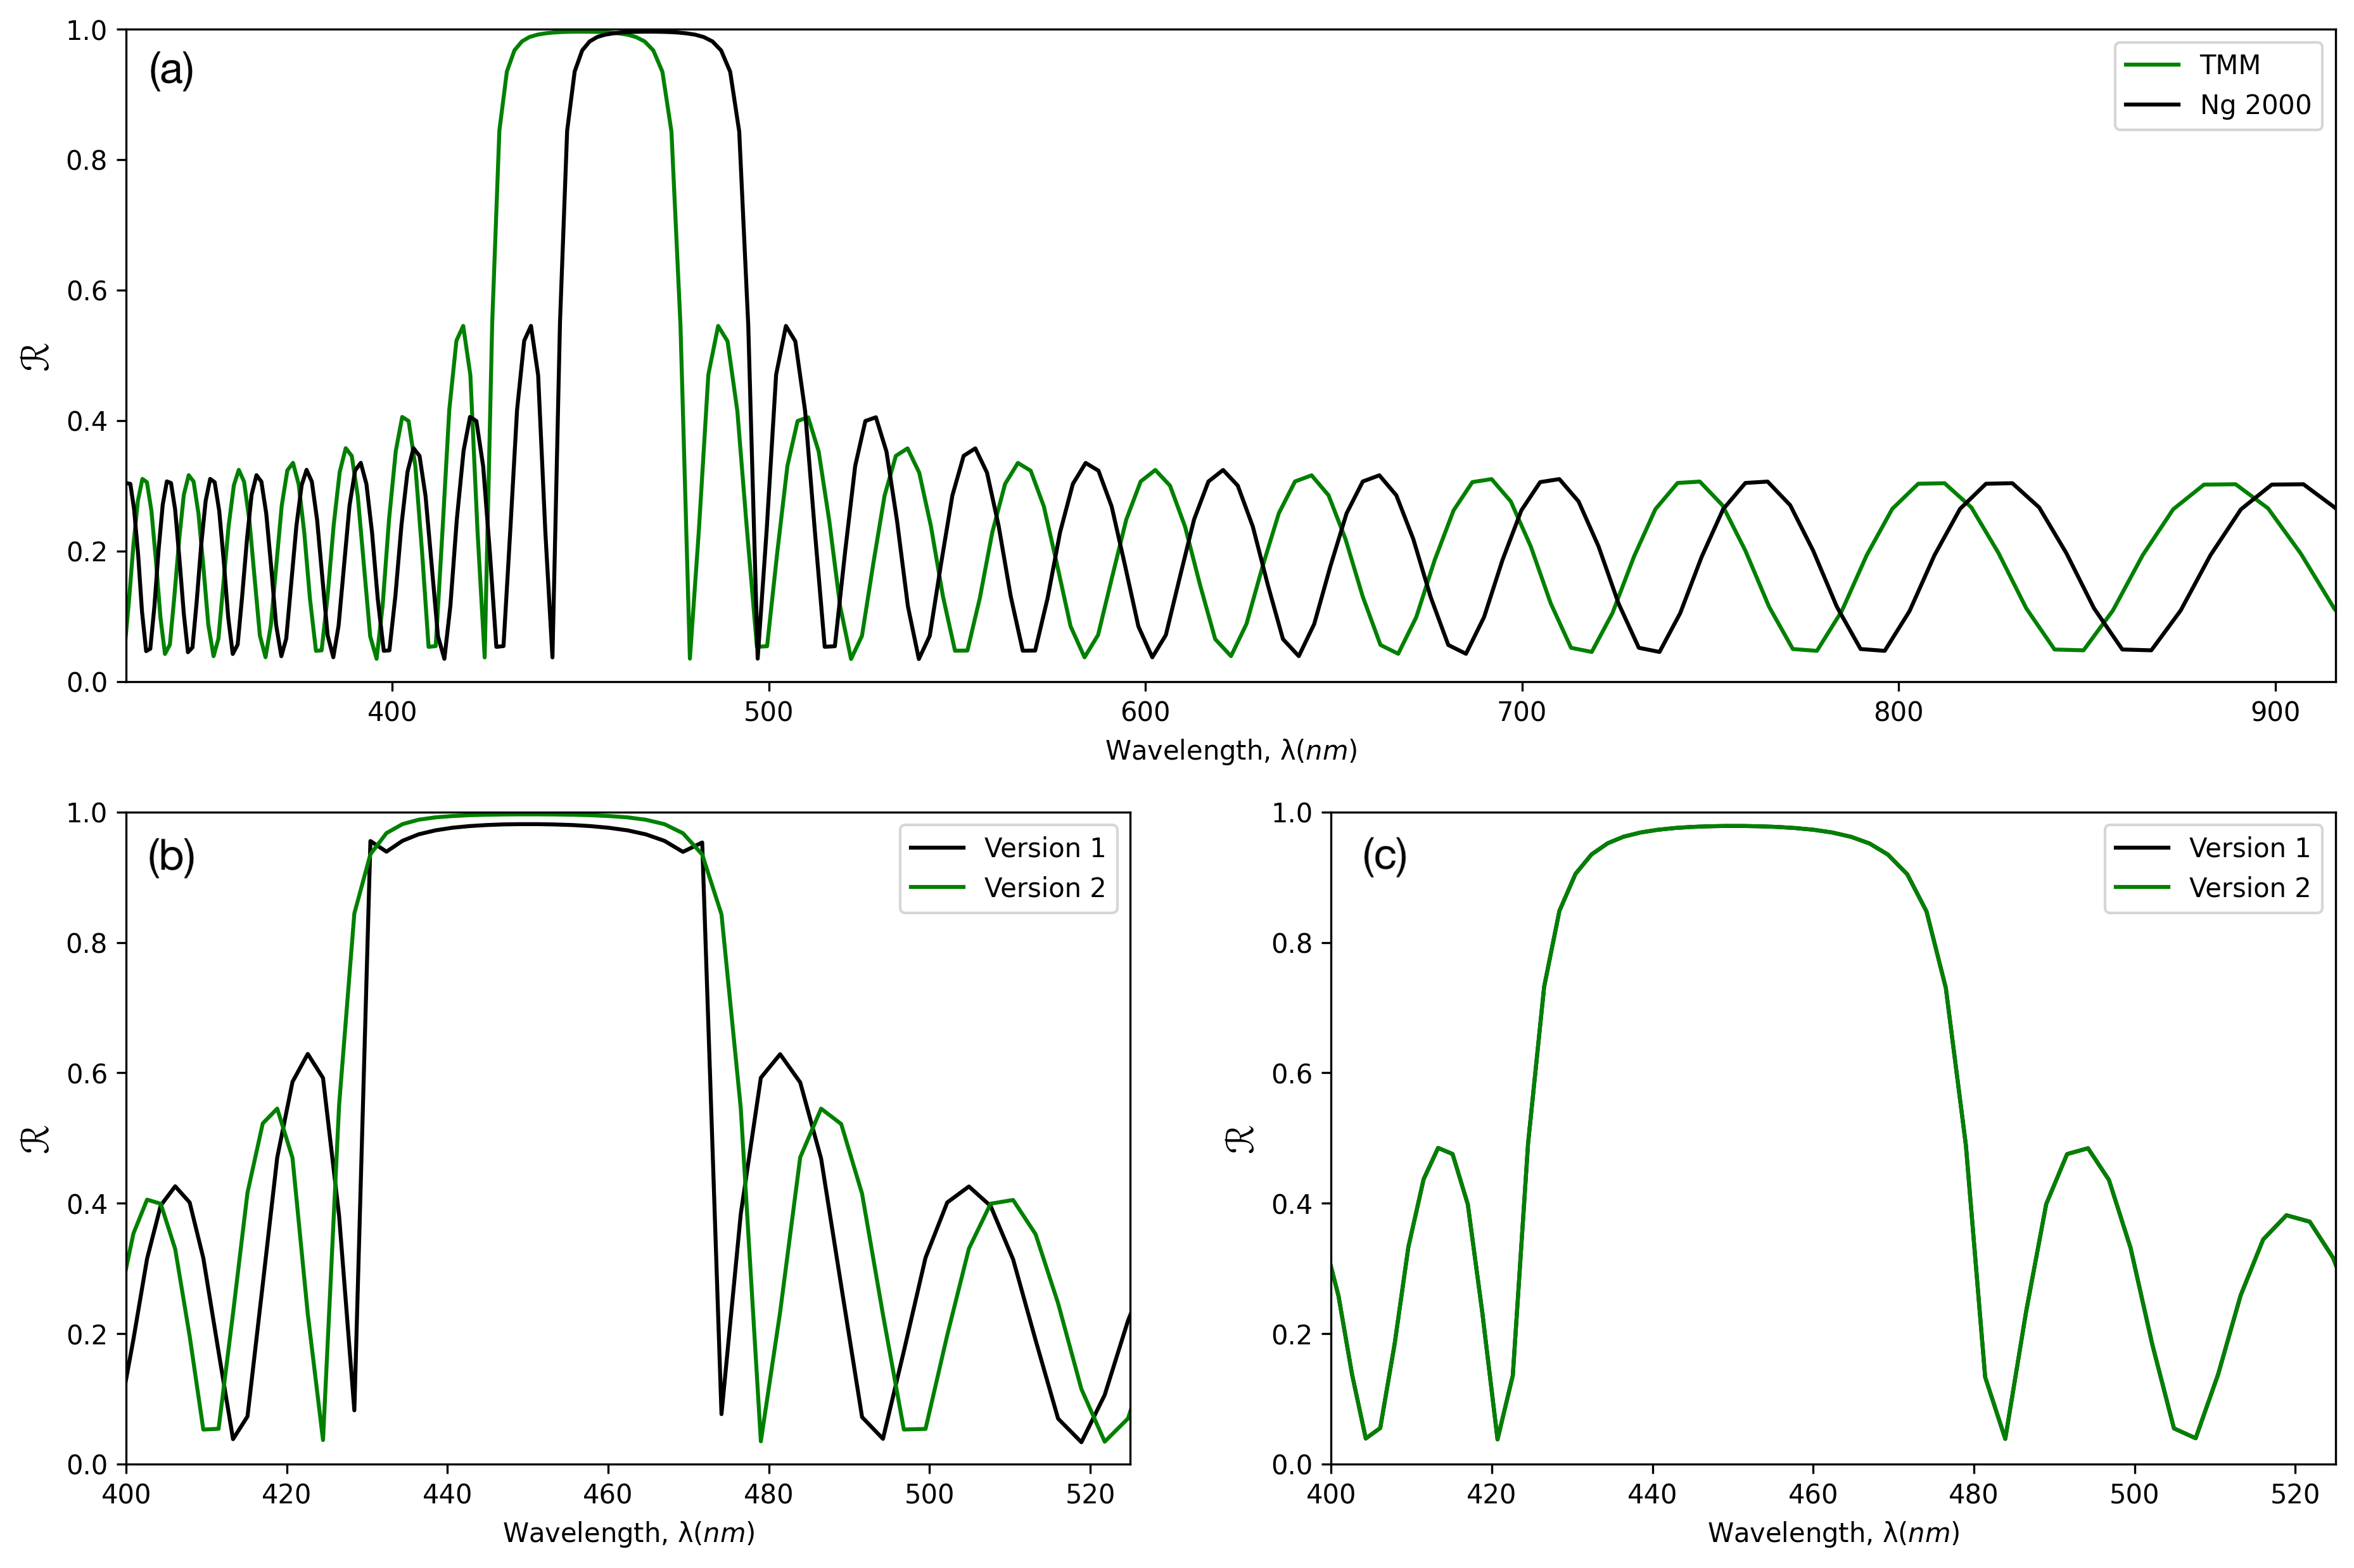 (a)
TMM
Ng 2000
1.0
0.8
0.6
0.4
0.2
0.0
ℛ
400 500 600 700 800 900
Wavelength, λ(nm)
(b)
Version 1
Version 2
1.0
0.8
0.6
0.4
0.2
0.0
ℛ
400 420 440 460 480 500 520
Wavelength, λ(nm)
(c)
Version 1
Version 2
1.0
0.8
0.6
0.4
0.2
0.0
ℛ
400 420 440 460 480 500 520
Wavelength, λ(nm)